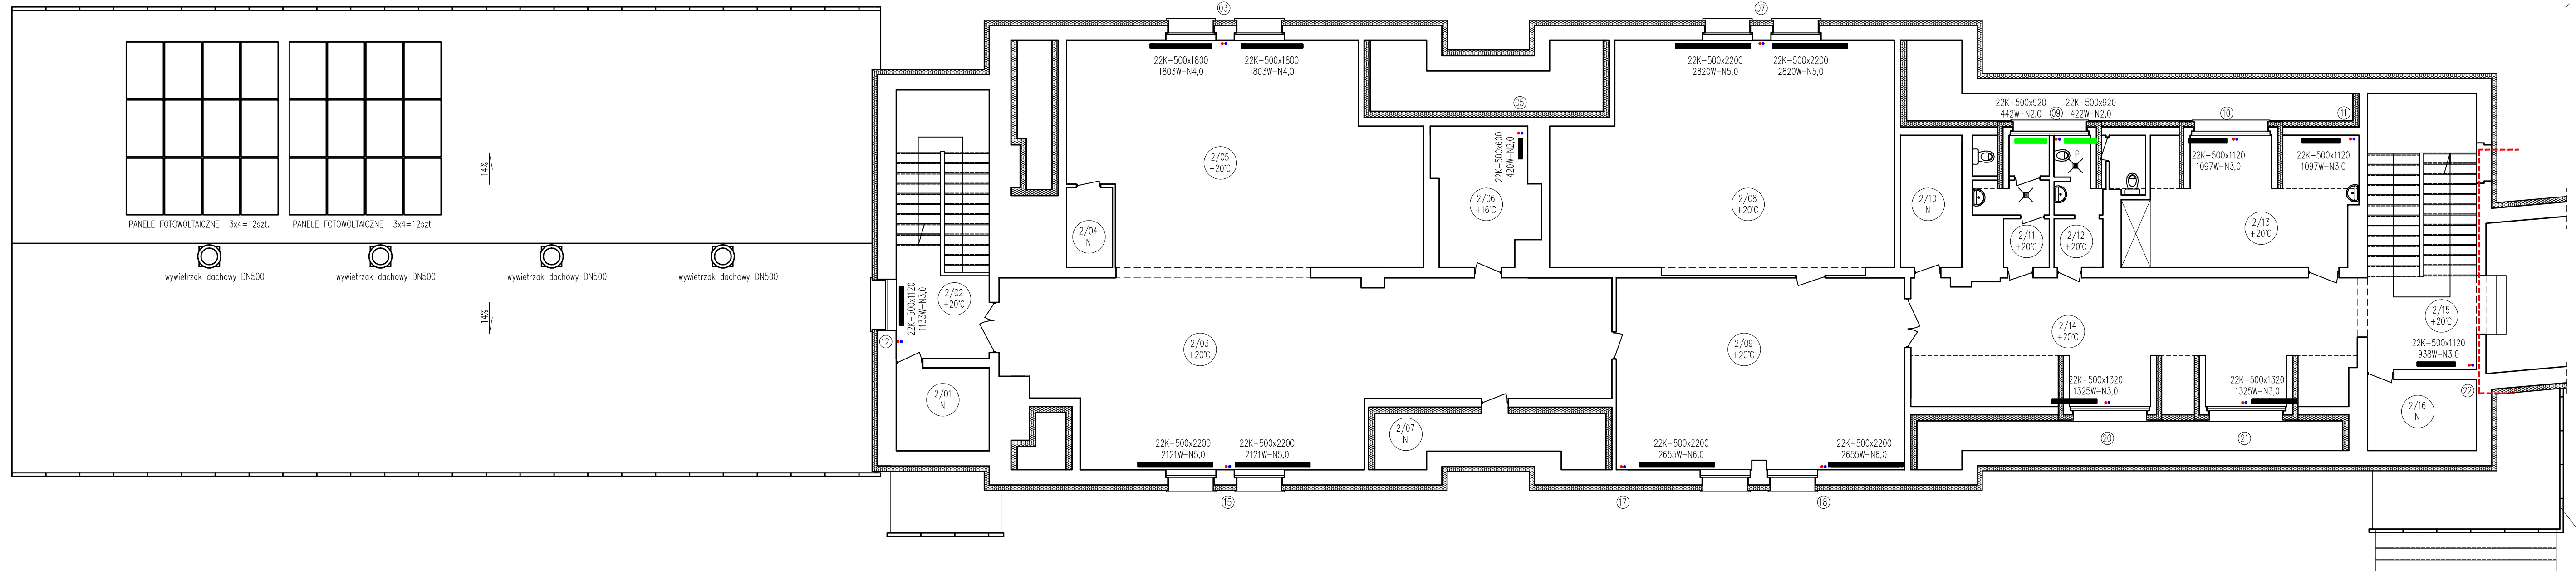 03
07
22K-500x1800
1803W-N4,0
22K-500x1800
1803W-N4,0
22K-500x2200
2820W-N5,0
22K-500x2200
2820W-N5,0
05
22K-500x920
442W-N2,0
09
22K-500x920
422W-N2,0
10
11
22K-500x600
420W-N2,0
P
22K-500x1120
1097W-N3,0
22K-500x1120
1097W-N3,0
14%
2/05
+20°C
2/06
+16°C
2/08
+20°C
2/10
N
2/04
N
2/11
+20°C
2/12
+20°C
2/13
+20°C
PANELE FOTOWOLTAICZNE 3x4=12szt.
PANELE FOTOWOLTAICZNE 3x4=12szt.
wywietrzak dachowy DN500
wywietrzak dachowy DN500
wywietrzak dachowy DN500
wywietrzak dachowy DN500
14%
22K-500x1120
1133W-N3,0
2/02
+20°C
12
2/03
+20°C
2/09
+20°C
2/14
+20°C
2/15
+20°C
22K-500x1120
938W-N3,0
22K-500x1320
1325W-N3,0
22K-500x1320
1325W-N3,0
22
2/01
N
2/07
N
2/16
N
22K-500x2200
2121W-N5,0
22K-500x2200
2121W-N5,0
22K-500x2200
2655W-N6,0
22K-500x2200
2655W-N6,0
20
21
15
17
18